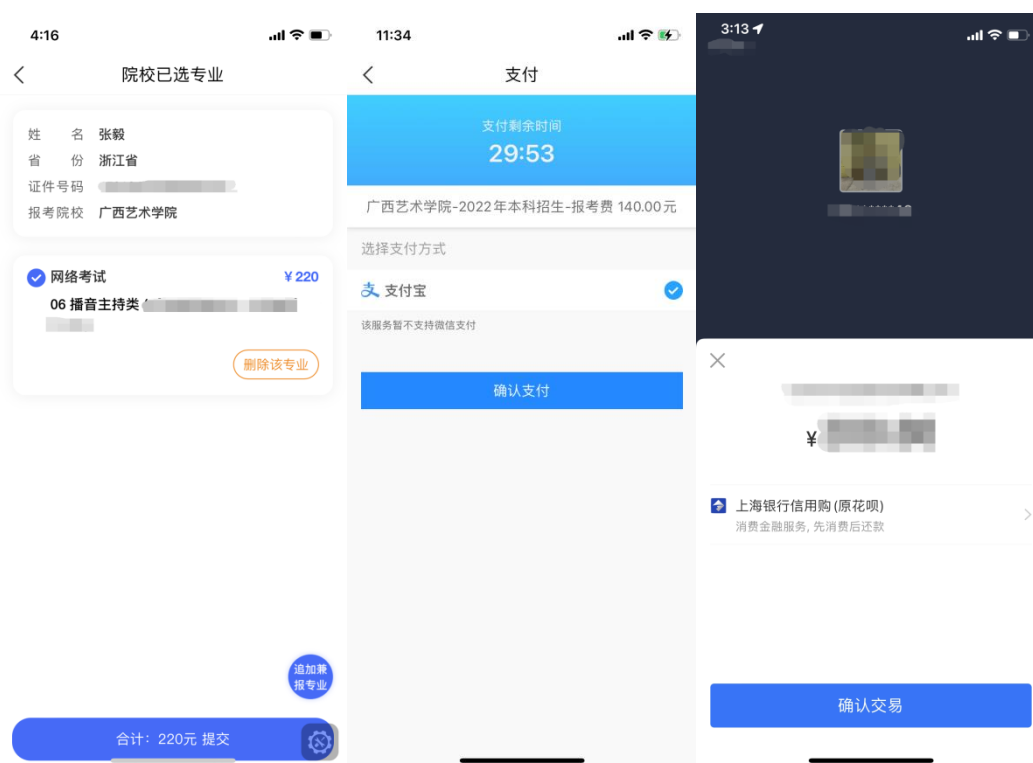 4:16
院校已选专业
姓 名 张毅
省 份 浙江省
证件号码
报考院校 广西艺术学院
网络考试 ¥220
06 播音主持类
删除该专业
追加兼
报专业
合计：220元 提交
11:34
支付
支付剩余时间
29:53
广西艺术学院-2022年本科招生-报考费 140.00元
选择支付方式
支付宝
该服务暂不支持微信支付
确认支付
3:13
¥
上海银行信用购(原花呗)
消费金融服务, 先消费后还款
确认交易